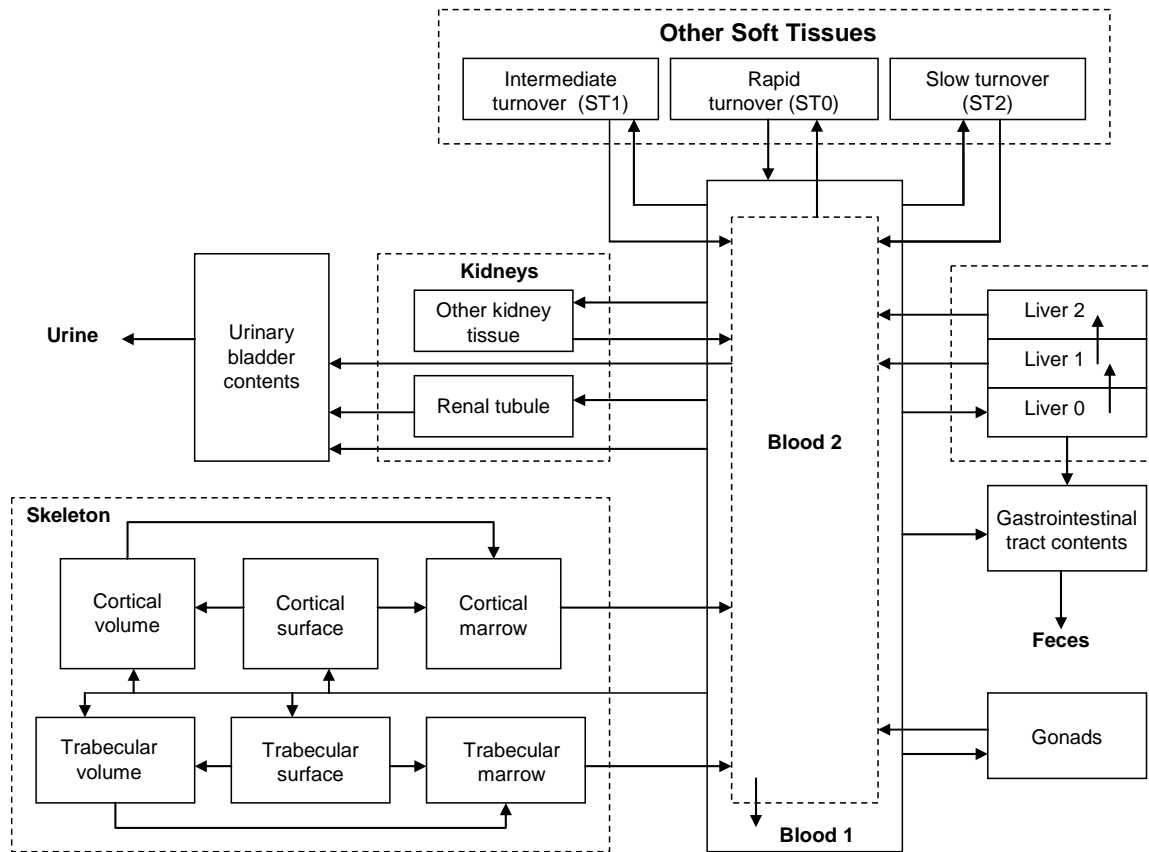 Other Soft Tissues
Intermediate
turnover  (ST1)
Rapid
turnover (ST0)
Slow turnover
(ST2)
Kidneys
Other kidney
tissue
Renal tubule
Urinary
bladder
contents
Urine
Liver 2
Liver 1
Liver 0
Blood 2
Gastrointestinal
tract contents
Feces
Skeleton
Cortical
volume
Cortical
surface
Cortical
marrow
Trabecular
volume
Trabecular
surface
Trabecular
marrow
Gonads
Blood 1